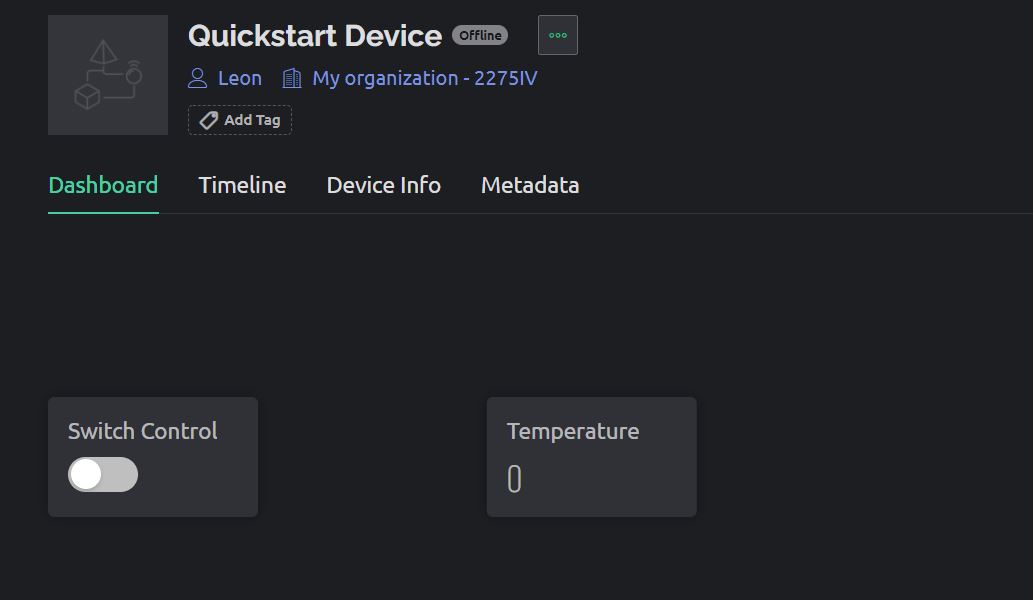 Quickstart Device Offline
Leon My organization - 2275IV
Add Tag
Dashboard Timeline Device Info Metadata
Switch Control Temperature
0